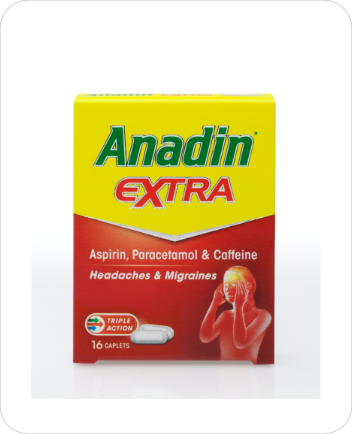 Anadin
EXTRA
Aspirin, Paracetamol & Caffeine
Headaches & Migraines
TRIPLE
ACTION
16 CAPLETS